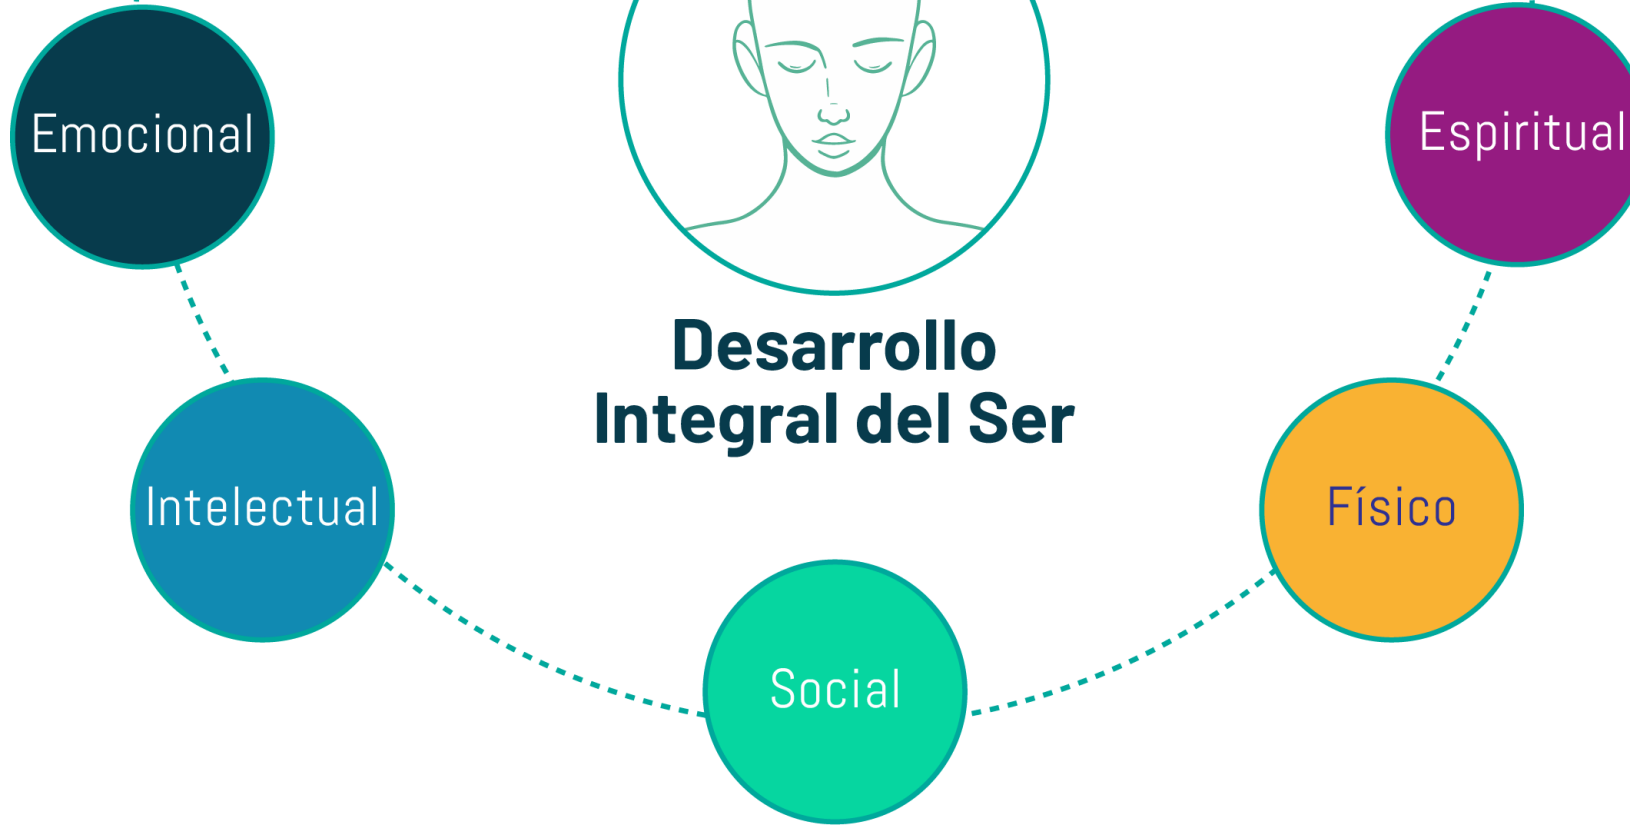 Emocional
Espiritual
Desarrollo
Integral del Ser
Intelectual
Físico
Social